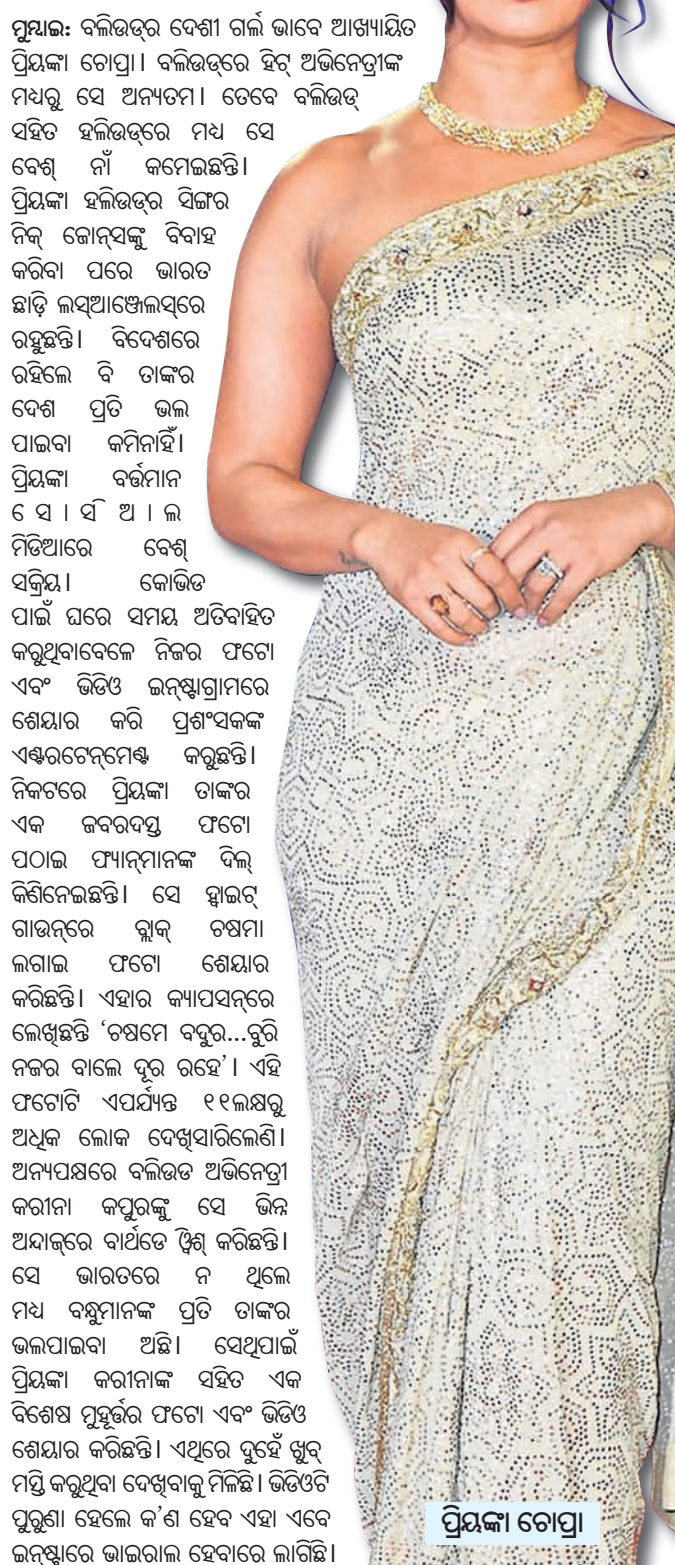 ମୁମ୍ବାଇ: ବଲିଉଡ୍‌ର ଦେଶୀ ଗର୍ଲ ଭାବେ ଆଖ୍ୟାୟିତ
ପ୍ରିୟଙ୍କା ଚୋପ୍ରା। ବଲିଉଡ୍‌ରେ ହିଟ୍ ଅଭିନେତ୍ରୀଙ୍କ
ମଧ୍ୟରୁ ସେ ଅନ୍ୟତମ। ତେବେ ବଲିଉଡ୍
ସହିତ ହଲିଉଡ୍‌ରେ ମଧ୍ୟ ସେ
ବେଶ୍ ନାଁ କମେଇଛନ୍ତି।
ପ୍ରିୟଙ୍କା ହଲିଉଡ୍‌ର ସିଙ୍ଗର
ନିକ୍ ଜୋନ୍‌ସଙ୍କୁ ବିବାହ
କରିବା ପରେ ଭାରତ
ଛାଡ଼ି ଲସ୍‌ଆଞ୍ଜେଲସ୍‌ରେ
ରହୁଛନ୍ତି। ବିଦେଶରେ
ରହିଲେ ବି ତାଙ୍କର
ଦେଶ ପ୍ରତି ଭଲ
ପାଇବା କମିନାହିଁ।
ପ୍ରିୟଙ୍କା ବର୍ତ୍ତମାନ
ସୋସିଆଲ
ମିଡିଆରେ ବେଶ୍
ସକ୍ରିୟ। କୋଭିଡ
ପାଇଁ ଘରେ ସମୟ ଅତିବାହିତ
କରୁଥିବାବେଳେ ନିଜର ଫଟୋ
ଏବଂ ଭିଡିଓ ଇନ୍‌ଷ୍ଟାଗ୍ରାମରେ
ଶେୟାର କରି ପ୍ରଶଂସକଙ୍କ
ଏଣ୍ଟରଟେନ୍‌ମେଣ୍ଟ କରୁଛନ୍ତି।
ନିକଟରେ ପ୍ରିୟଙ୍କା ତାଙ୍କର
ଏକ ଜବରଦସ୍ତ ଫଟୋ
ପଠାଇ ଫ୍ୟାନ୍‌ମାନଙ୍କ ଦିଲ୍
କିଣିନେଇଛନ୍ତି। ସେ ହ୍ୱାଇଟ୍
ଗାଉନ୍‌ରେ ବ୍ଲାକ୍ ଚଷମା
ଲଗାଇ ଫଟୋ ଶେୟାର
କରିଛନ୍ତି। ଏହାର କ୍ୟାପସନ୍‌ରେ
ଲେଖିଛନ୍ତି ‘ଚଷମେ ବଦୁର...ବୁରି
ନଜର ବାଲେ ଦୂର ରହେ’। ଏହି
ଫଟୋଟି ଏପର୍ଯ୍ୟନ୍ତ ୧୧ଲକ୍ଷରୁ
ଅଧିକ ଲୋକ ଦେଖିସାରିଲେଣି।
ଅନ୍ୟପକ୍ଷରେ ବଲିଉଡ ଅଭିନେତ୍ରୀ
କରୀନା କପୁରଙ୍କୁ ସେ ଭିନ୍ନ
ଅନ୍ଦାଜ୍‌ରେ ବାର୍ଥଡେ ୱିଶ୍ କରିଛନ୍ତି।
ସେ ଭାରତରେ ନ ଥିଲେ
ମଧ୍ୟ ବନ୍ଧୁମାନଙ୍କ ପ୍ରତି ତାଙ୍କର
ଭଲପାଇବା ଅଛି। ସେଥିପାଇଁ
ପ୍ରିୟଙ୍କା କରୀନାଙ୍କ ସହିତ ଏକ
ବିଶେଷ ମୁହୂର୍ତ୍ତର ଫଟୋ ଏବଂ ଭିଡିଓ
ଶେୟାର କରିଛନ୍ତି। ଏଥିରେ ଦୁହେଁ ଖୁବ୍
ମସ୍ତି କରୁଥିବା ଦେଖିବାକୁ ମିଳିଛି। ଭିଡିଓଟି
ପୁରୁଣା ହେଲେ କ'ଣ ହେବ ଏହା ଏବେ
ଇନ୍‌ଷ୍ଟାରେ ଭାଇରାଲ ହେବାରେ ଲାଗିଛି।
ପ୍ରିୟଙ୍କା ଚୋପ୍ରା